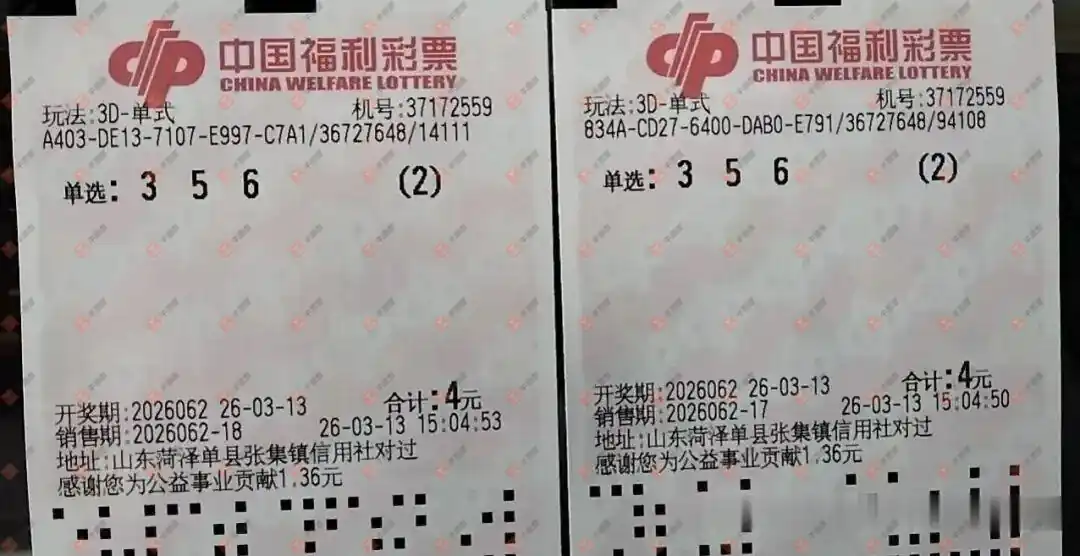 中国福利彩票
CHINA WELFARE LOTTERY
玩法:3D-单式 机号:37172559
A403-DE13-7107-E997-C7A1/36727648/14111
单选: 3 5 6 (2)
合计:4元
开奖期:2026062 26-03-13
销售期:2026062-18 26-03-13 15:04:53
地址:山东菏泽单县张集镇信用社对过
感谢您为公益事业贡献1.36元
中国福利彩票
CHINA WELFARE LOTTERY
玩法:3D-单式 机号:37172559
834A-CD27-6400-DAB0-E791/36727648/94108
单选: 3 5 6 (2)
合计:4元
开奖期:2026062 26-03-13
销售期:2026062-17 26-03-13 15:04:50
地址:山东菏泽单县张集镇信用社对过
感谢您为公益事业贡献1.36元